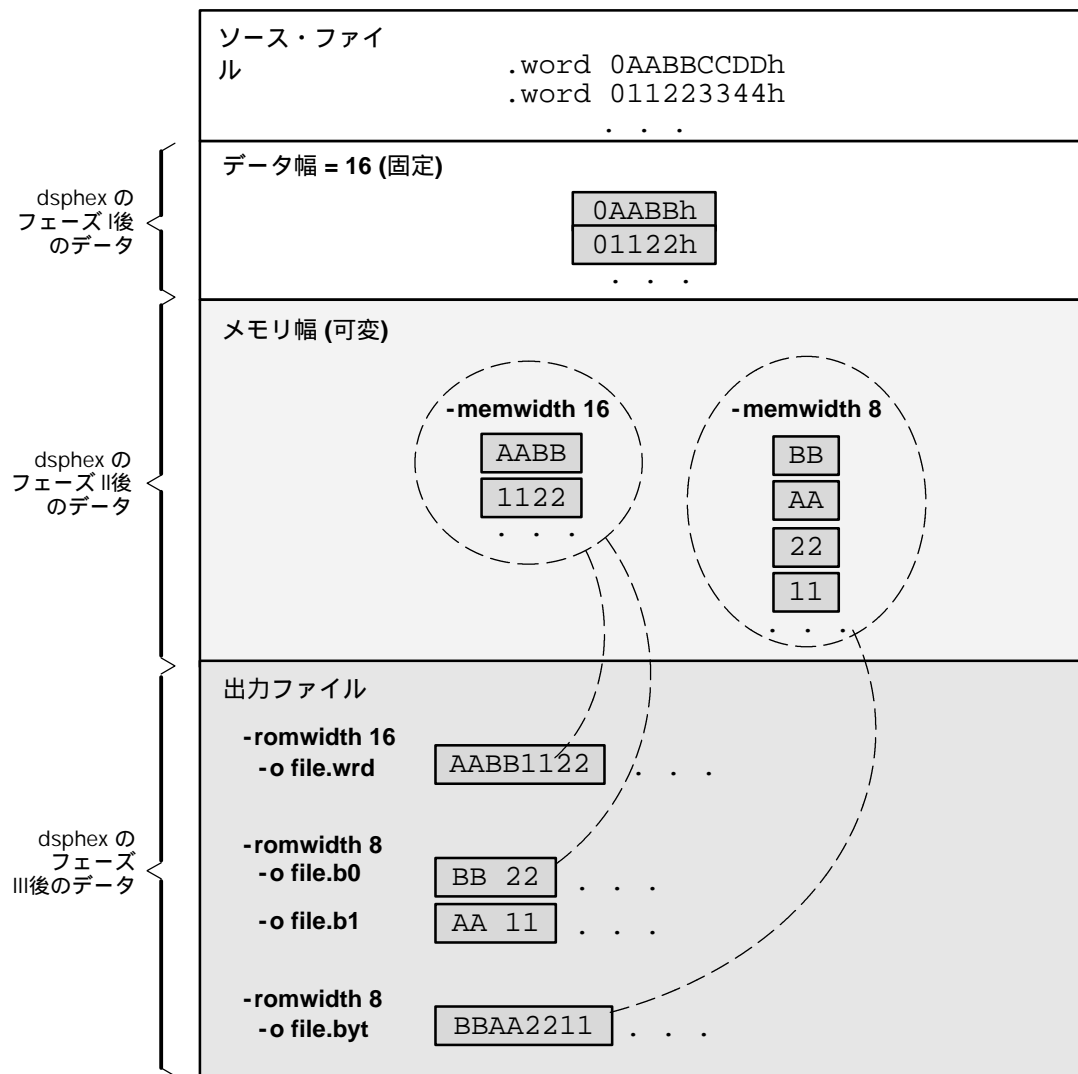 ソース・ファイ
ル
.word 0AABBCCDDh
.word 011223344h
. . .
dsphex の
フェーズ I後
のデータ
データ幅 = 16 (固定)
0AABBh
01122h
. . .
dsphex の
フェーズ II後
のデータ
メモリ幅 (可変)
-memwidth 16
AABB
1122
. . .
-memwidth 8
BB
AA
22
11
. . .
dsphex の
フェーズ
III後のデータ
出力ファイル
-romwidth 16
-o file.wrd AABB1122 . . .
-romwidth 8
-o file.b0 BB 22 . . .
-o file.b1 AA 11 . . .
-romwidth 8
-o file.byt BBAA2211 . . .